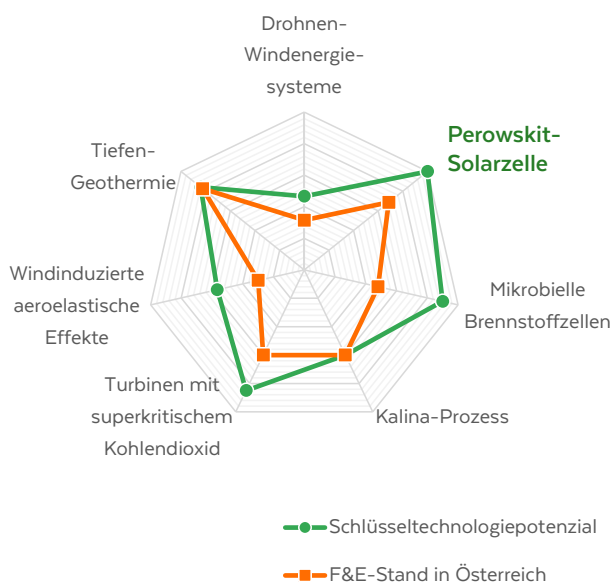 Drohnen-
Windenergie-
systeme
Perowskit-
Solarzelle
Tiefen-
Geothermie
Windinduzierte
aeroelastische
Effekte
Mikrobielle
Brennstoffzellen
Turbinen mit
superkritischem
Kohlendioxid
Kalina-Prozess
Schlüsseltechnologiepotenzial
F&E-Stand in Österreich